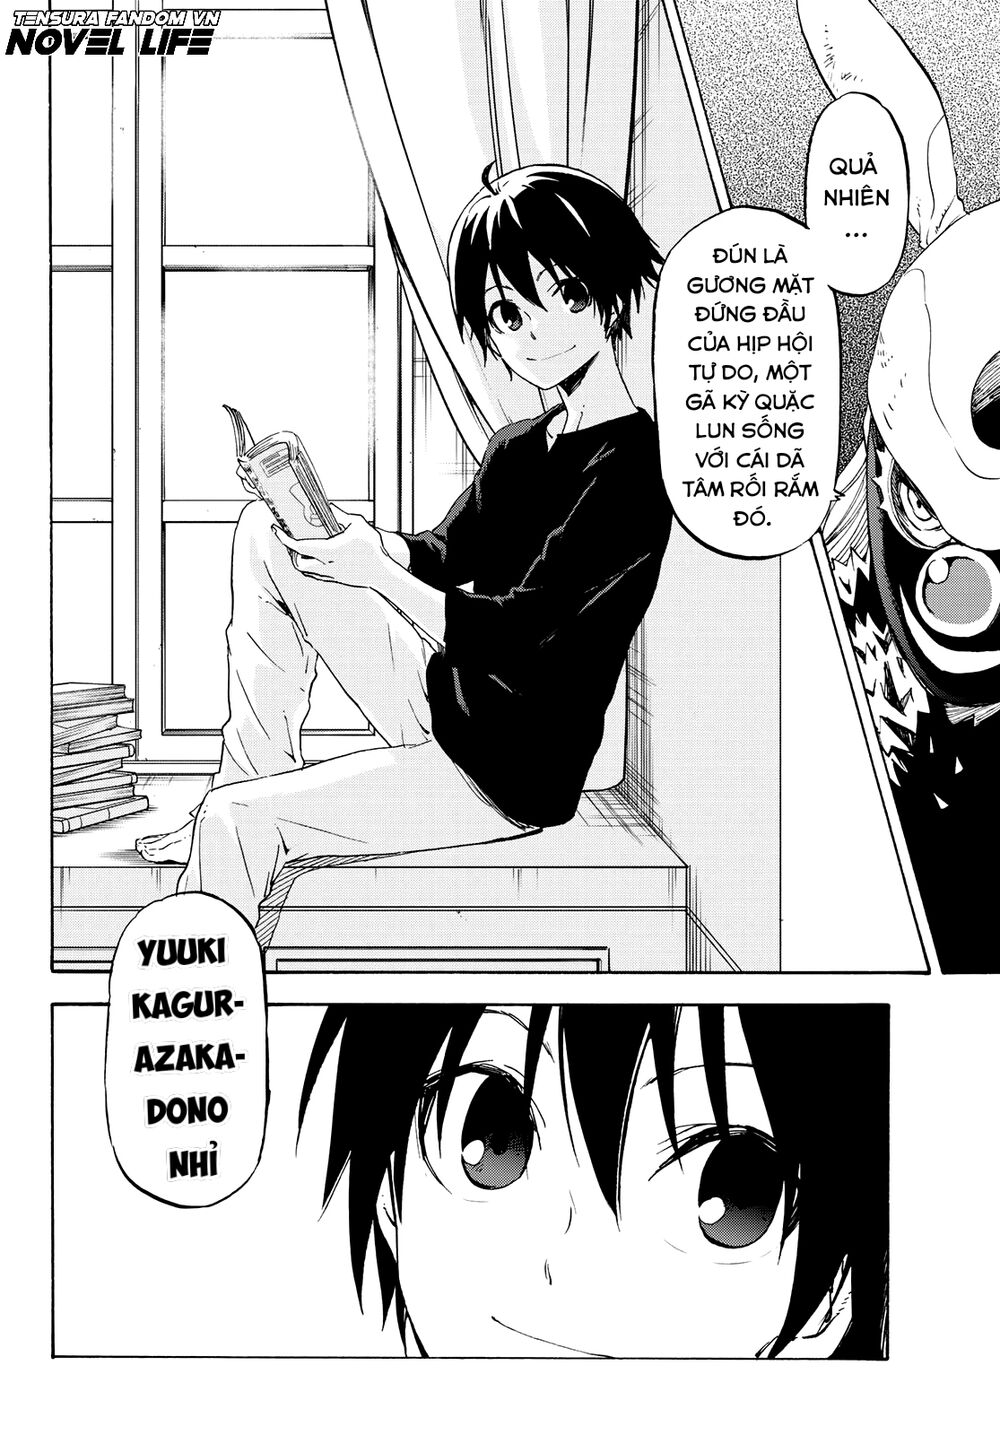 TENSURA FANDOM VN
NOVEL LIFE
QUẢ
NHIÊN
...
ĐÚN LÀ
GƯƠNG MẶT
ĐỨNG ĐẦU
CỦA HỊP HỘI
TỰ DO, MỘT
GÃ KỲ QUẶC
LUN SỐNG
VỚI CÁI DÃ
TÂM RỐI RẮM
ĐÓ.
YUUKI
KAGUR-
AZAKA-
DONO
NHỈ